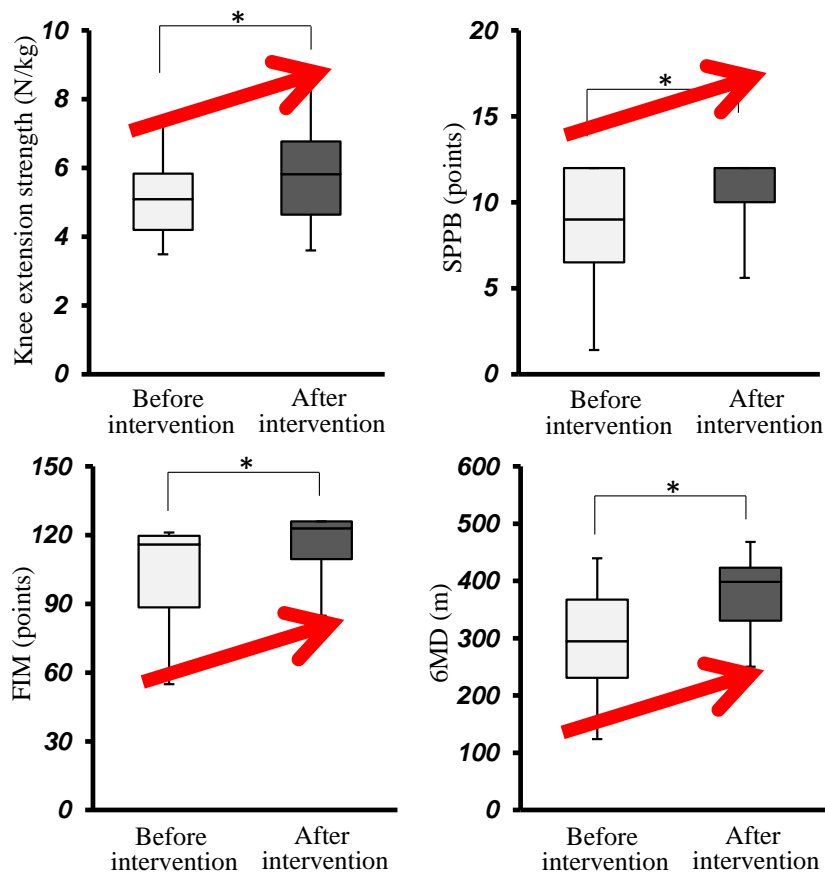 Knee extension strength (N/kg)
10
8
6
4
2
0
*
Before
intervention
After
intervention
SPPB (points)
20
15
10
5
0
*
Before
intervention
After
intervention
FIM (points)
150
120
90
60
30
0
*
Before
intervention
After
intervention
6MD (m)
600
500
400
300
200
100
0
*
Before
intervention
After
intervention